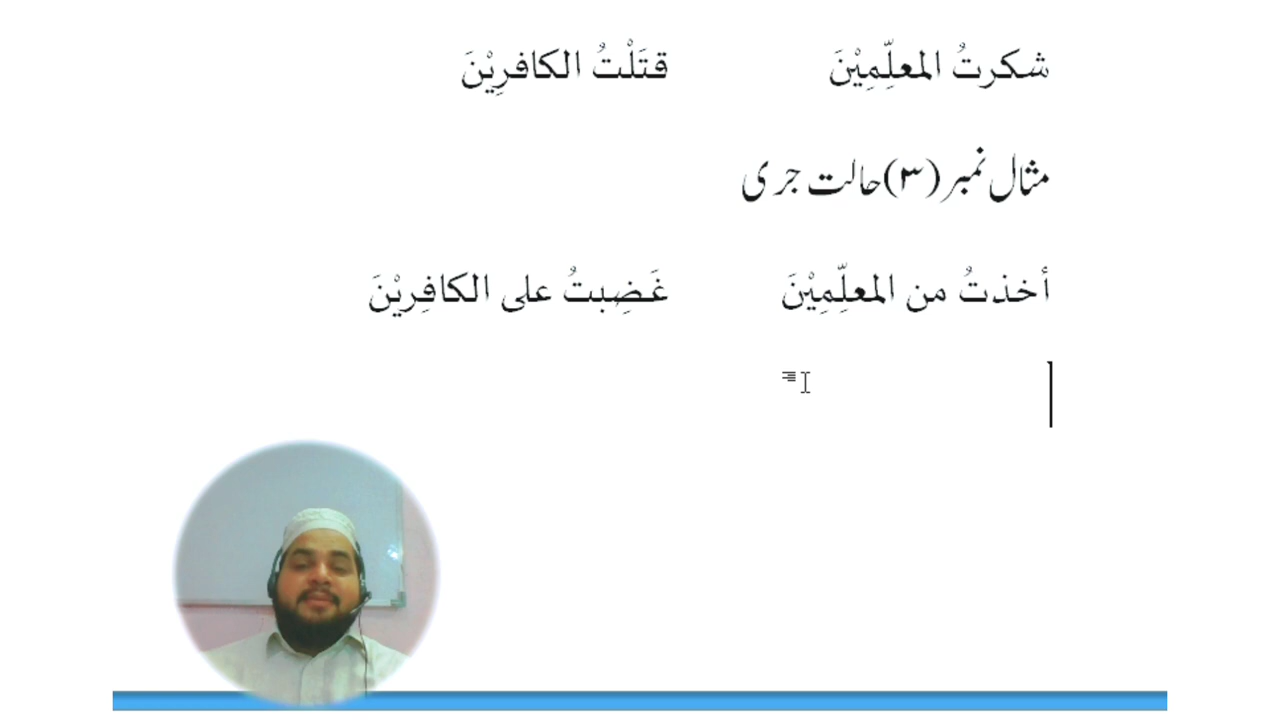 شكرتُ المعلِّمِيْنَ قتَلْتُ الكافرِيْنَ
مثال نمبر (۳) حالت جری
أخذتُ من المعلِّمِيْنَ غَضِبتُ على الكافِرِيْنَ